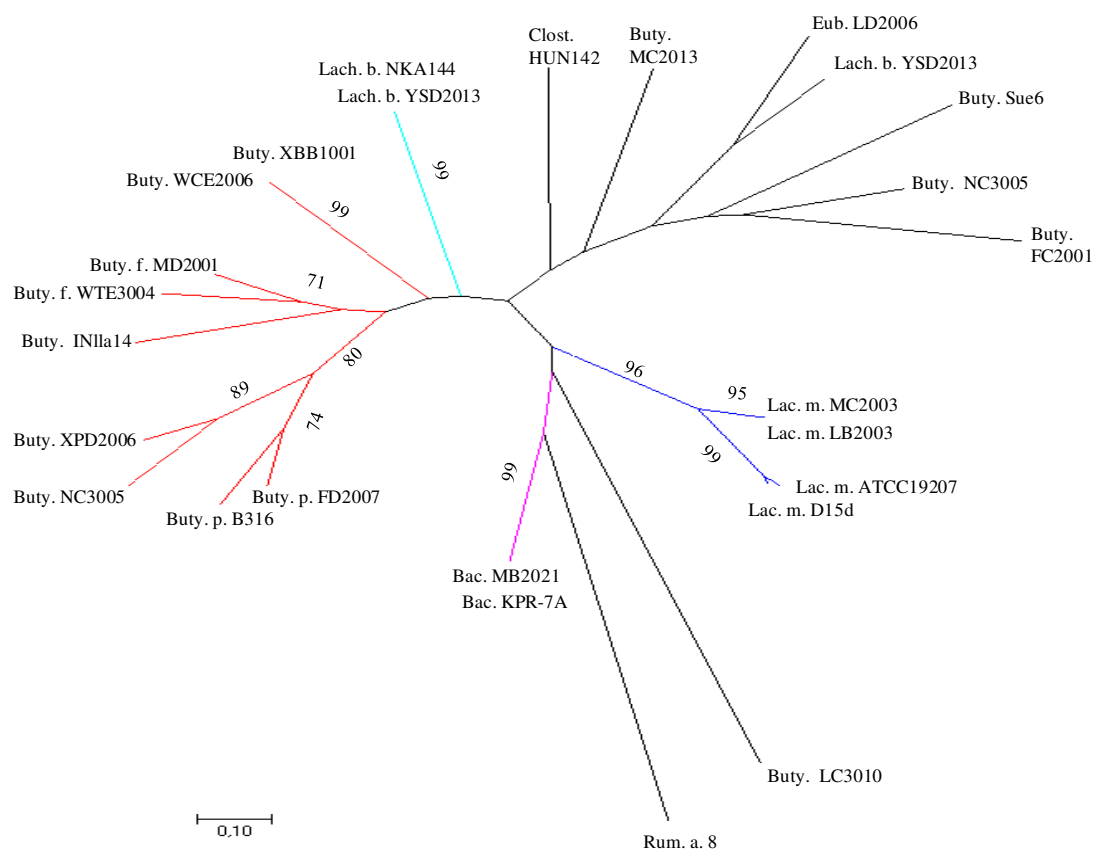 Eub. LD2006
Clost.
HUN142
Buty.
MC2013
Lach. b. YSD2013
Lach. b. NKA144
Lach. b. YSD2013
Buty. Sue6
Buty. XBB1001
Buty. WCE2006
99
99
Buty. NC3005
Buty.
FC2001
Buty. f. MD2001
71
Buty. f. WTE3004
Buty. INlla14
80
96
89
95
Lac. m. MC2003
Lac. m. LB2003
74
Buty. XPD2006
99
99
Buty. NC3005
Buty. p. FD2007
Buty. p. B316
Lac. m. ATCC19207
Lac. m. D15d
Bac. MB2021
Bac. KPR-7A
Buty. LC3010
0,10
Rum. a. 8